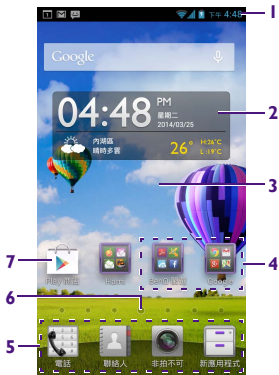 下午 4:48
1
Google
04:48 PM
星期二
2014/03/25
2
內湖區
晴時多雲
26°
H:26°C
L:19°C
3
7
4
Play 商店
Home
Google
6
5
電話
聯絡人
非拍不可
新應用程式